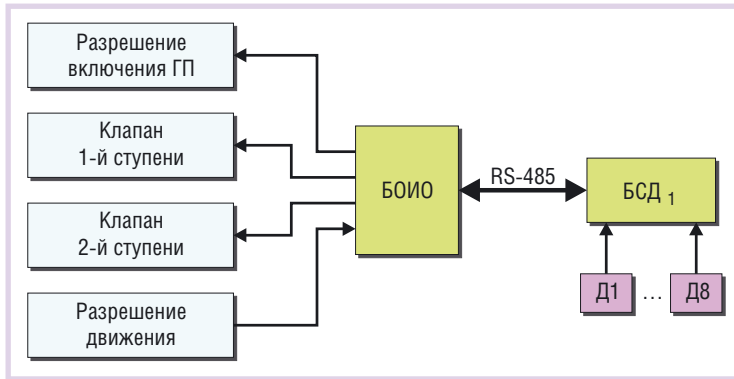 Разрешение
включения ГП
Клапан
1-й ступени
Клапан
2-й ступени
Разрешение
движения
БОИО
RS-485
БСД 1
Д1 ... Д8